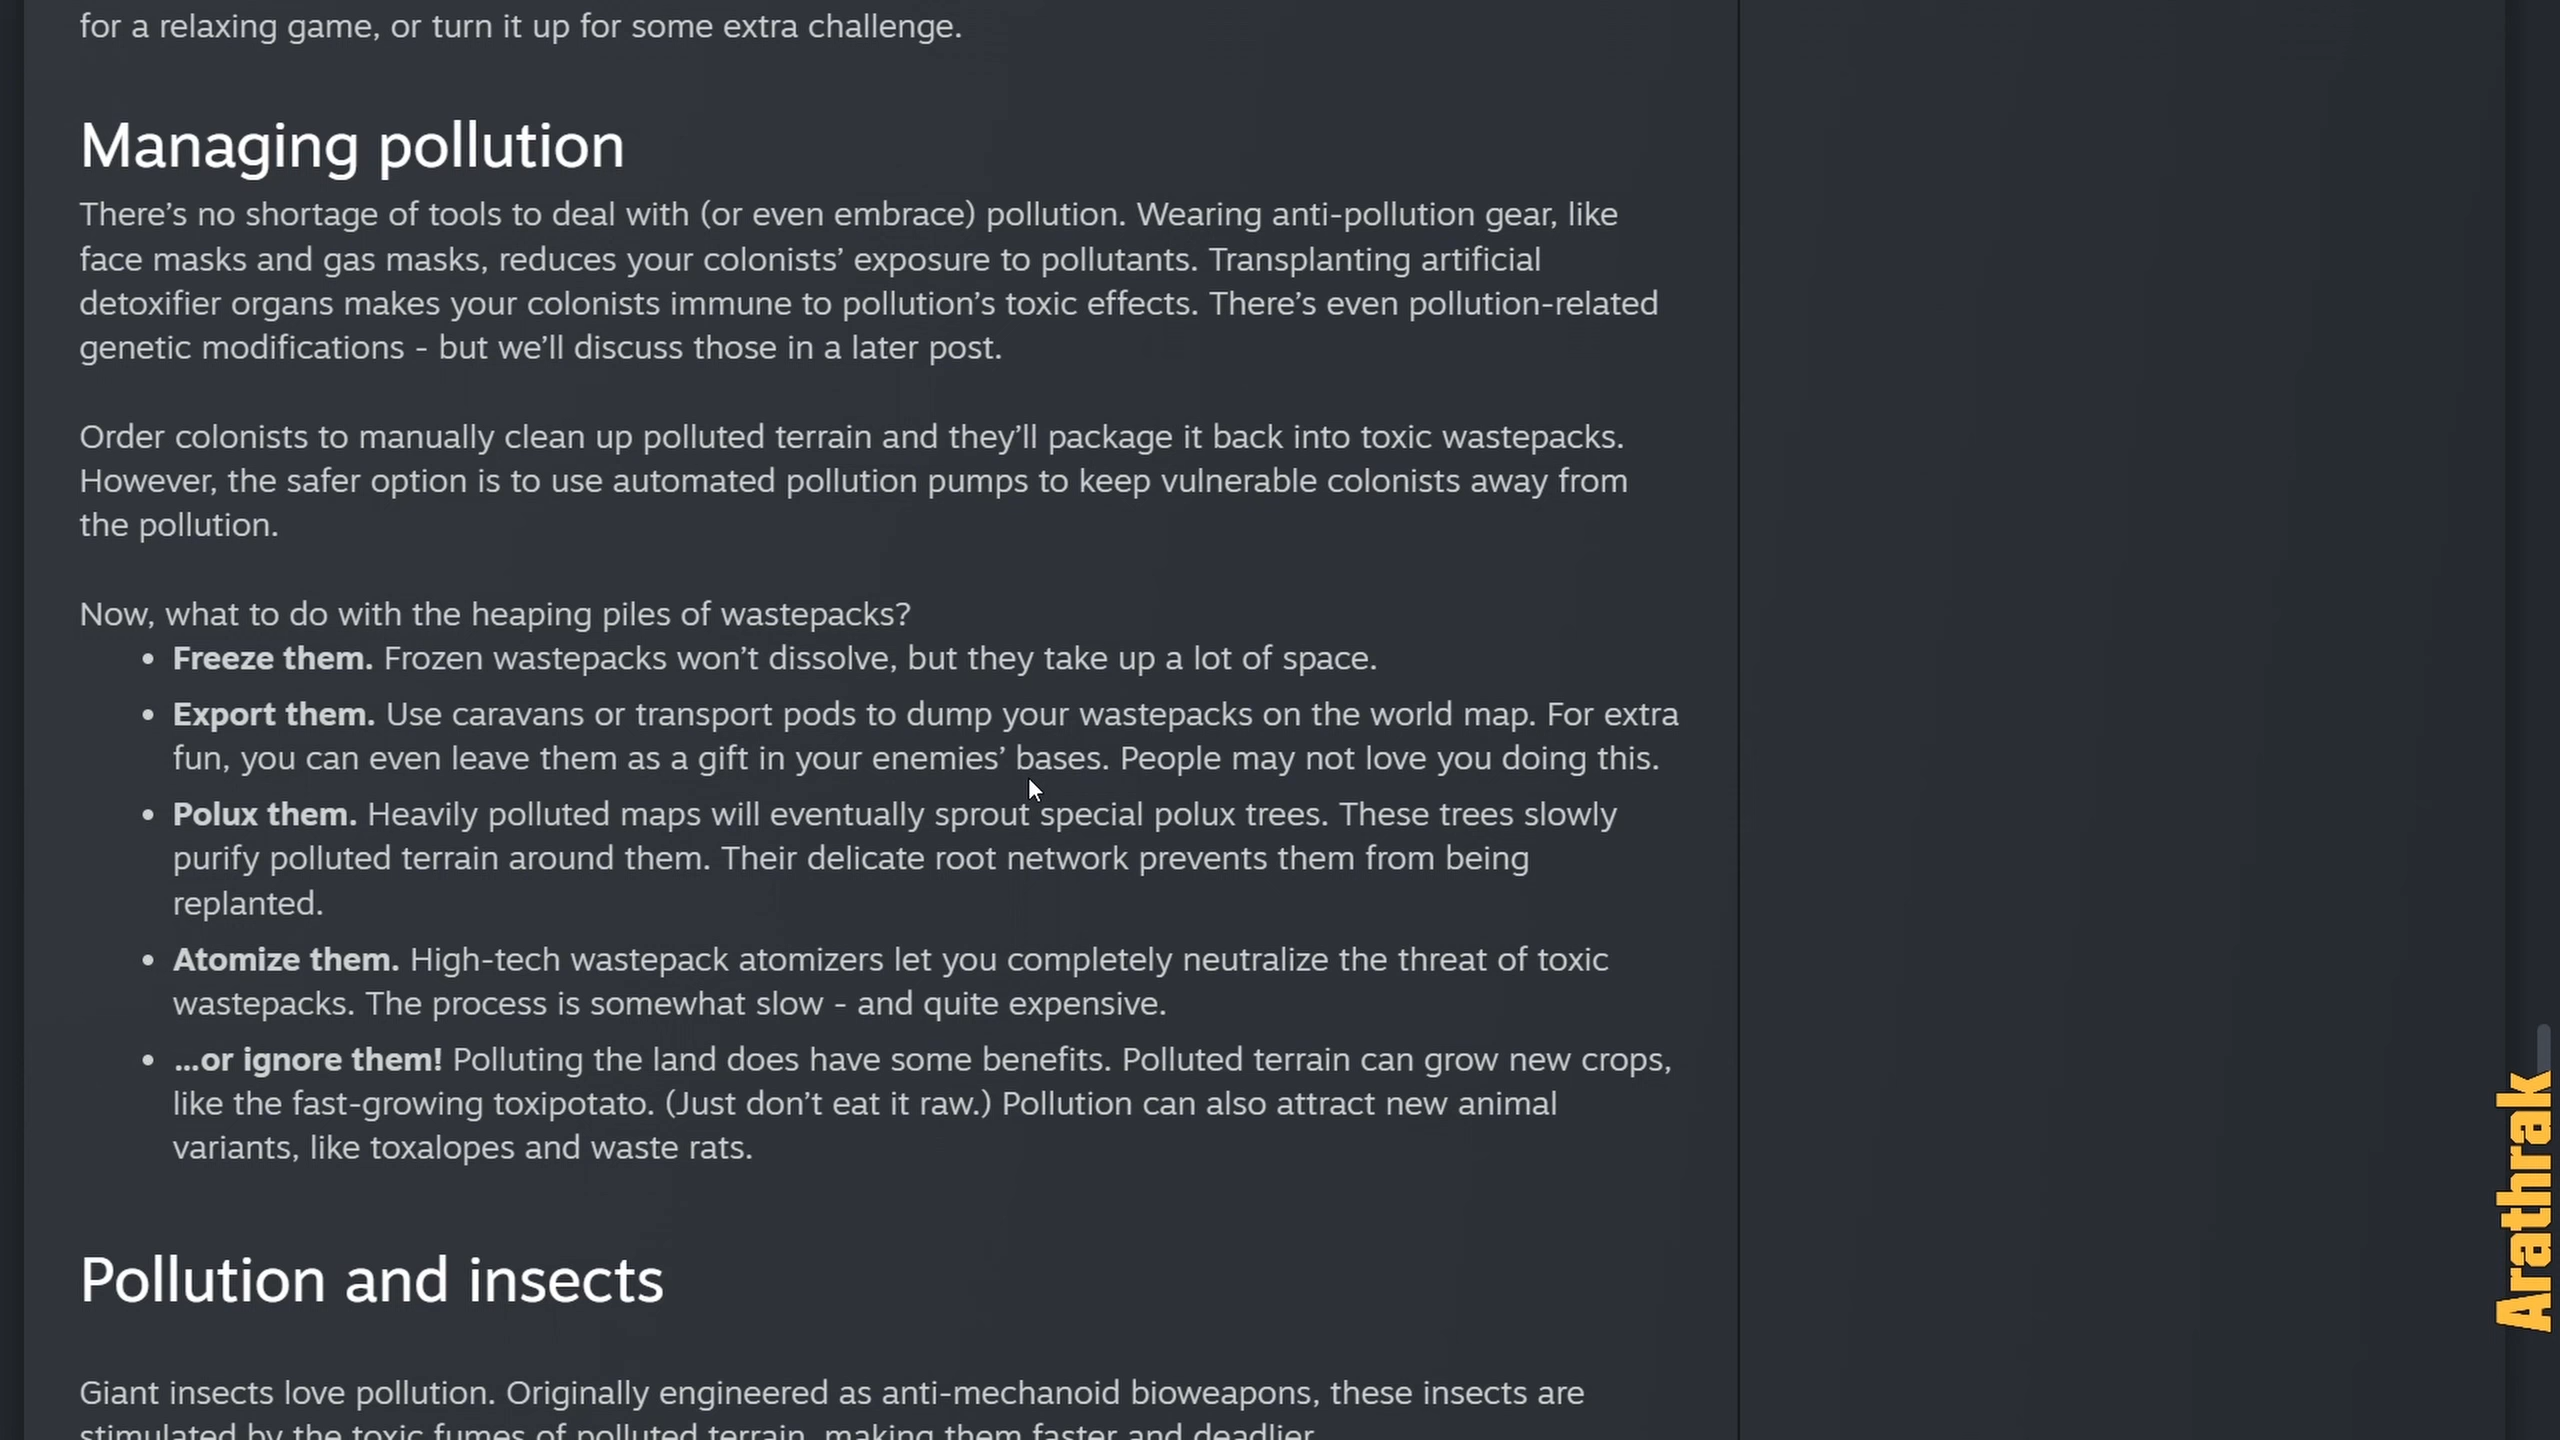 for a relaxing game, or turn it up for some extra challenge.
Managing pollution
There’s no shortage of tools to deal with (or even embrace) pollution. Wearing anti-pollution gear, like
face masks and gas masks, reduces your colonists’ exposure to pollutants. Transplanting artificial
detoxifier organs makes your colonists immune to pollution’s toxic effects. There’s even pollution-related
genetic modifications - but we’ll discuss those in a later post.
Order colonists to manually clean up polluted terrain and they’ll package it back into toxic wastepacks.
However, the safer option is to use automated pollution pumps to keep vulnerable colonists away from
the pollution.
Now, what to do with the heaping piles of wastepacks?
• Freeze them. Frozen wastepacks won’t dissolve, but they take up a lot of space.
• Export them. Use caravans or transport pods to dump your wastepacks on the world map. For extra
fun, you can even leave them as a gift in your enemies’ bases. People may not love you doing this.
• Polux them. Heavily polluted maps will eventually sprout special polux trees. These trees slowly
purify polluted terrain around them. Their delicate root network prevents them from being
replanted.
• Atomize them. High-tech wastepack atomizers let you completely neutralize the threat of toxic
wastepacks. The process is somewhat slow - and quite expensive.
• ...or ignore them! Polluting the land does have some benefits. Polluted terrain can grow new crops,
like the fast-growing toxipotato. (Just don’t eat it raw.) Pollution can also attract new animal
variants, like toxalopes and waste rats.
Pollution and insects
Giant insects love pollution. Originally engineered as anti-mechanoid bioweapons, these insects are
stimulated by the toxic fumes of polluted terrain, making them faster and deadlier.
Arathrak